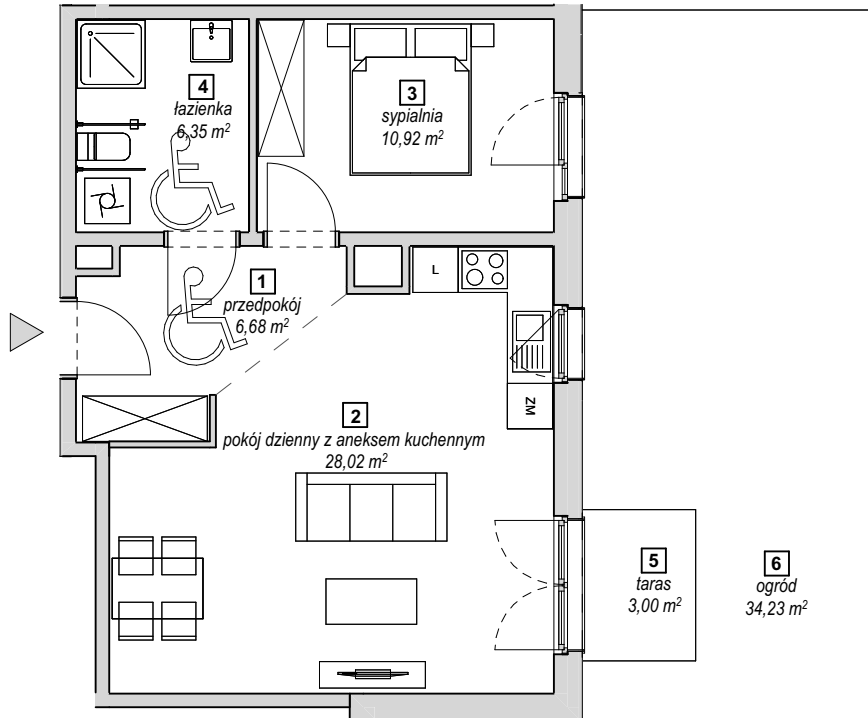 4
łazienka
6,35 m²
3
sypialnia
10,92 m²
1
przedpokój
6,68 m²
L
ZM
2
pokój dzienny z aneksem kuchennym
28,02 m²
5
taras
3,00 m²
6
ogród
34,23 m²